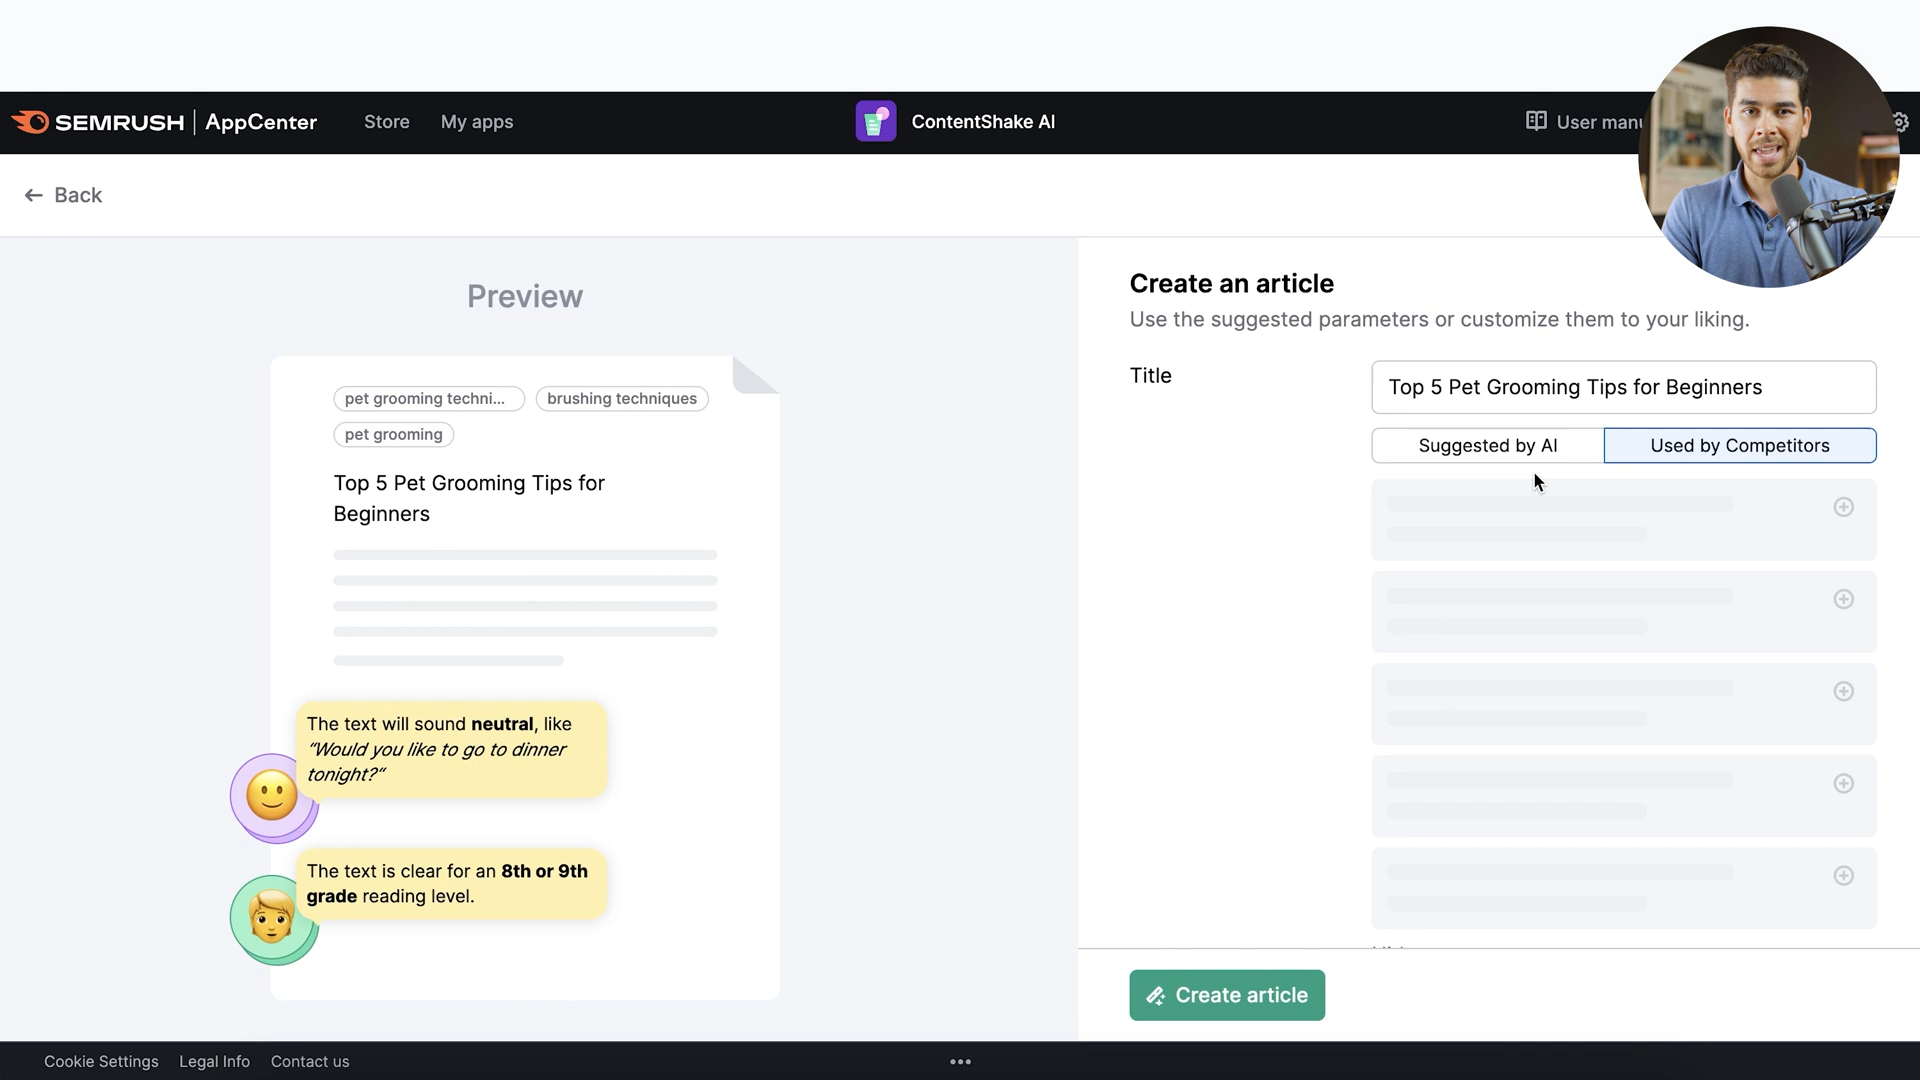 SEMRUSH AppCenter Store My apps ContentShake AI User manu
Back
Preview
pet grooming techni... brushing techniques
pet grooming
Top 5 Pet Grooming Tips for
Beginners
The text will sound neutral, like
“Would you like to go to dinner
tonight?“
The text is clear for an 8th or 9th
grade reading level.
Create an article
Use the suggested parameters or customize them to your liking.
Title
Top 5 Pet Grooming Tips for Beginners
Suggested by AI Used by Competitors
Create article
Cookie Settings Legal Info Contact us